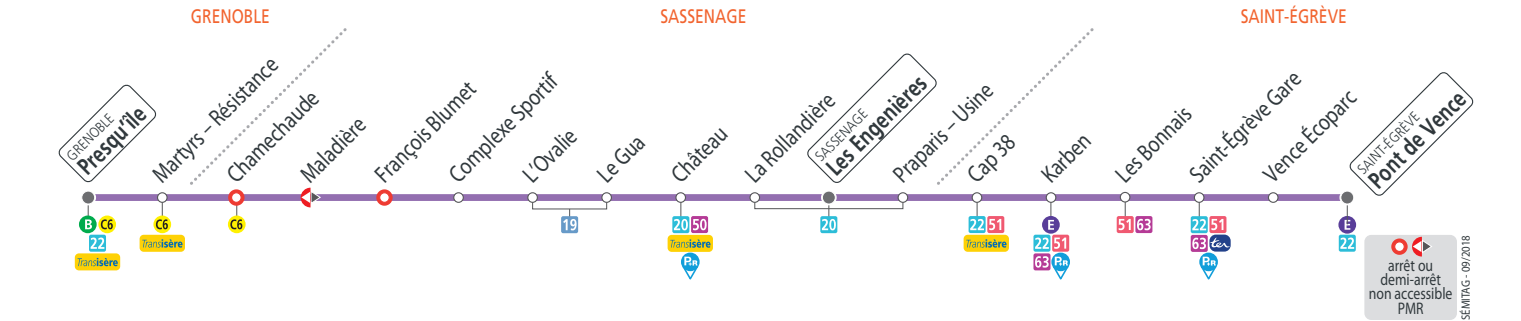 GRENOBLE
SASSENAGE
SAINT-ÉGRÈVE
GRENOBLE
Presqu'île
Martyrs – Résistance
Chamechaude
Maladière
François Blumet
Complexe Sportif
L'Ovalie
Le Gua
Château
La Rollandière
SASSENAGE
Les Engenières
Praparis – Usine
Cap 38
Karben
Les Bonnais
Saint-Égrève Gare
Vence Écoparc
SAINT-ÉGRÈVE
Pont de Vence
B C6
22
Transisère
C6
Transisère
C6
19
20 50
Transisère
P+R
20
22 51
Transisère
E
22 51
63 P+R
51 63
22 51
63 ter
P+R
E
22
arrêt ou
demi-arrêt
non accessible
PMR
SÉMITAG - 09/2018